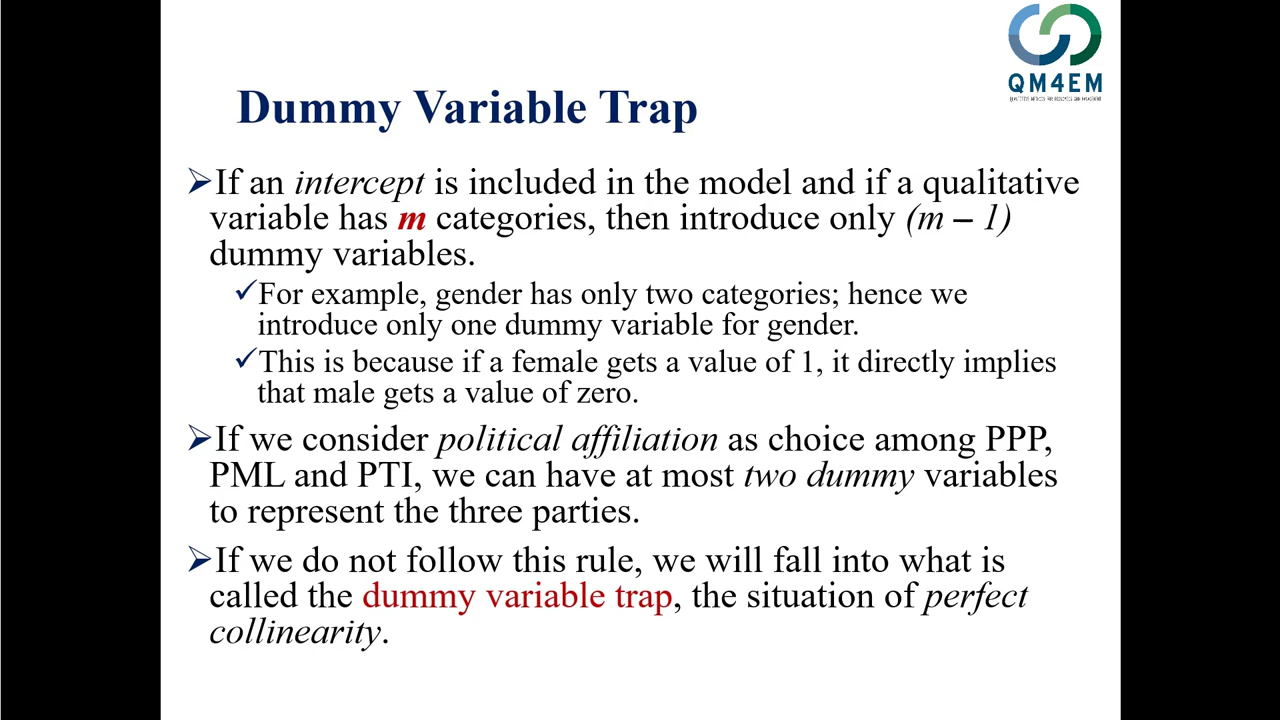 QM4EM
Dummy Variable Trap
➢If an intercept is included in the model and if a qualitative
variable has m categories, then introduce only (m – 1)
dummy variables.
✓For example, gender has only two categories; hence we
introduce only one dummy variable for gender.
✓This is because if a female gets a value of 1, it directly implies
that male gets a value of zero.
➢If we consider political affiliation as choice among PPP,
PML and PTI, we can have at most two dummy variables
to represent the three parties.
➢If we do not follow this rule, we will fall into what is
called the dummy variable trap, the situation of perfect
collinearity.